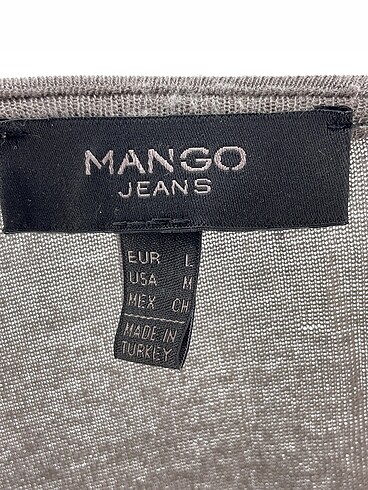 MANGO
JEANS
EUR L
USA M
MEX CH
MADE IN
TURKEY